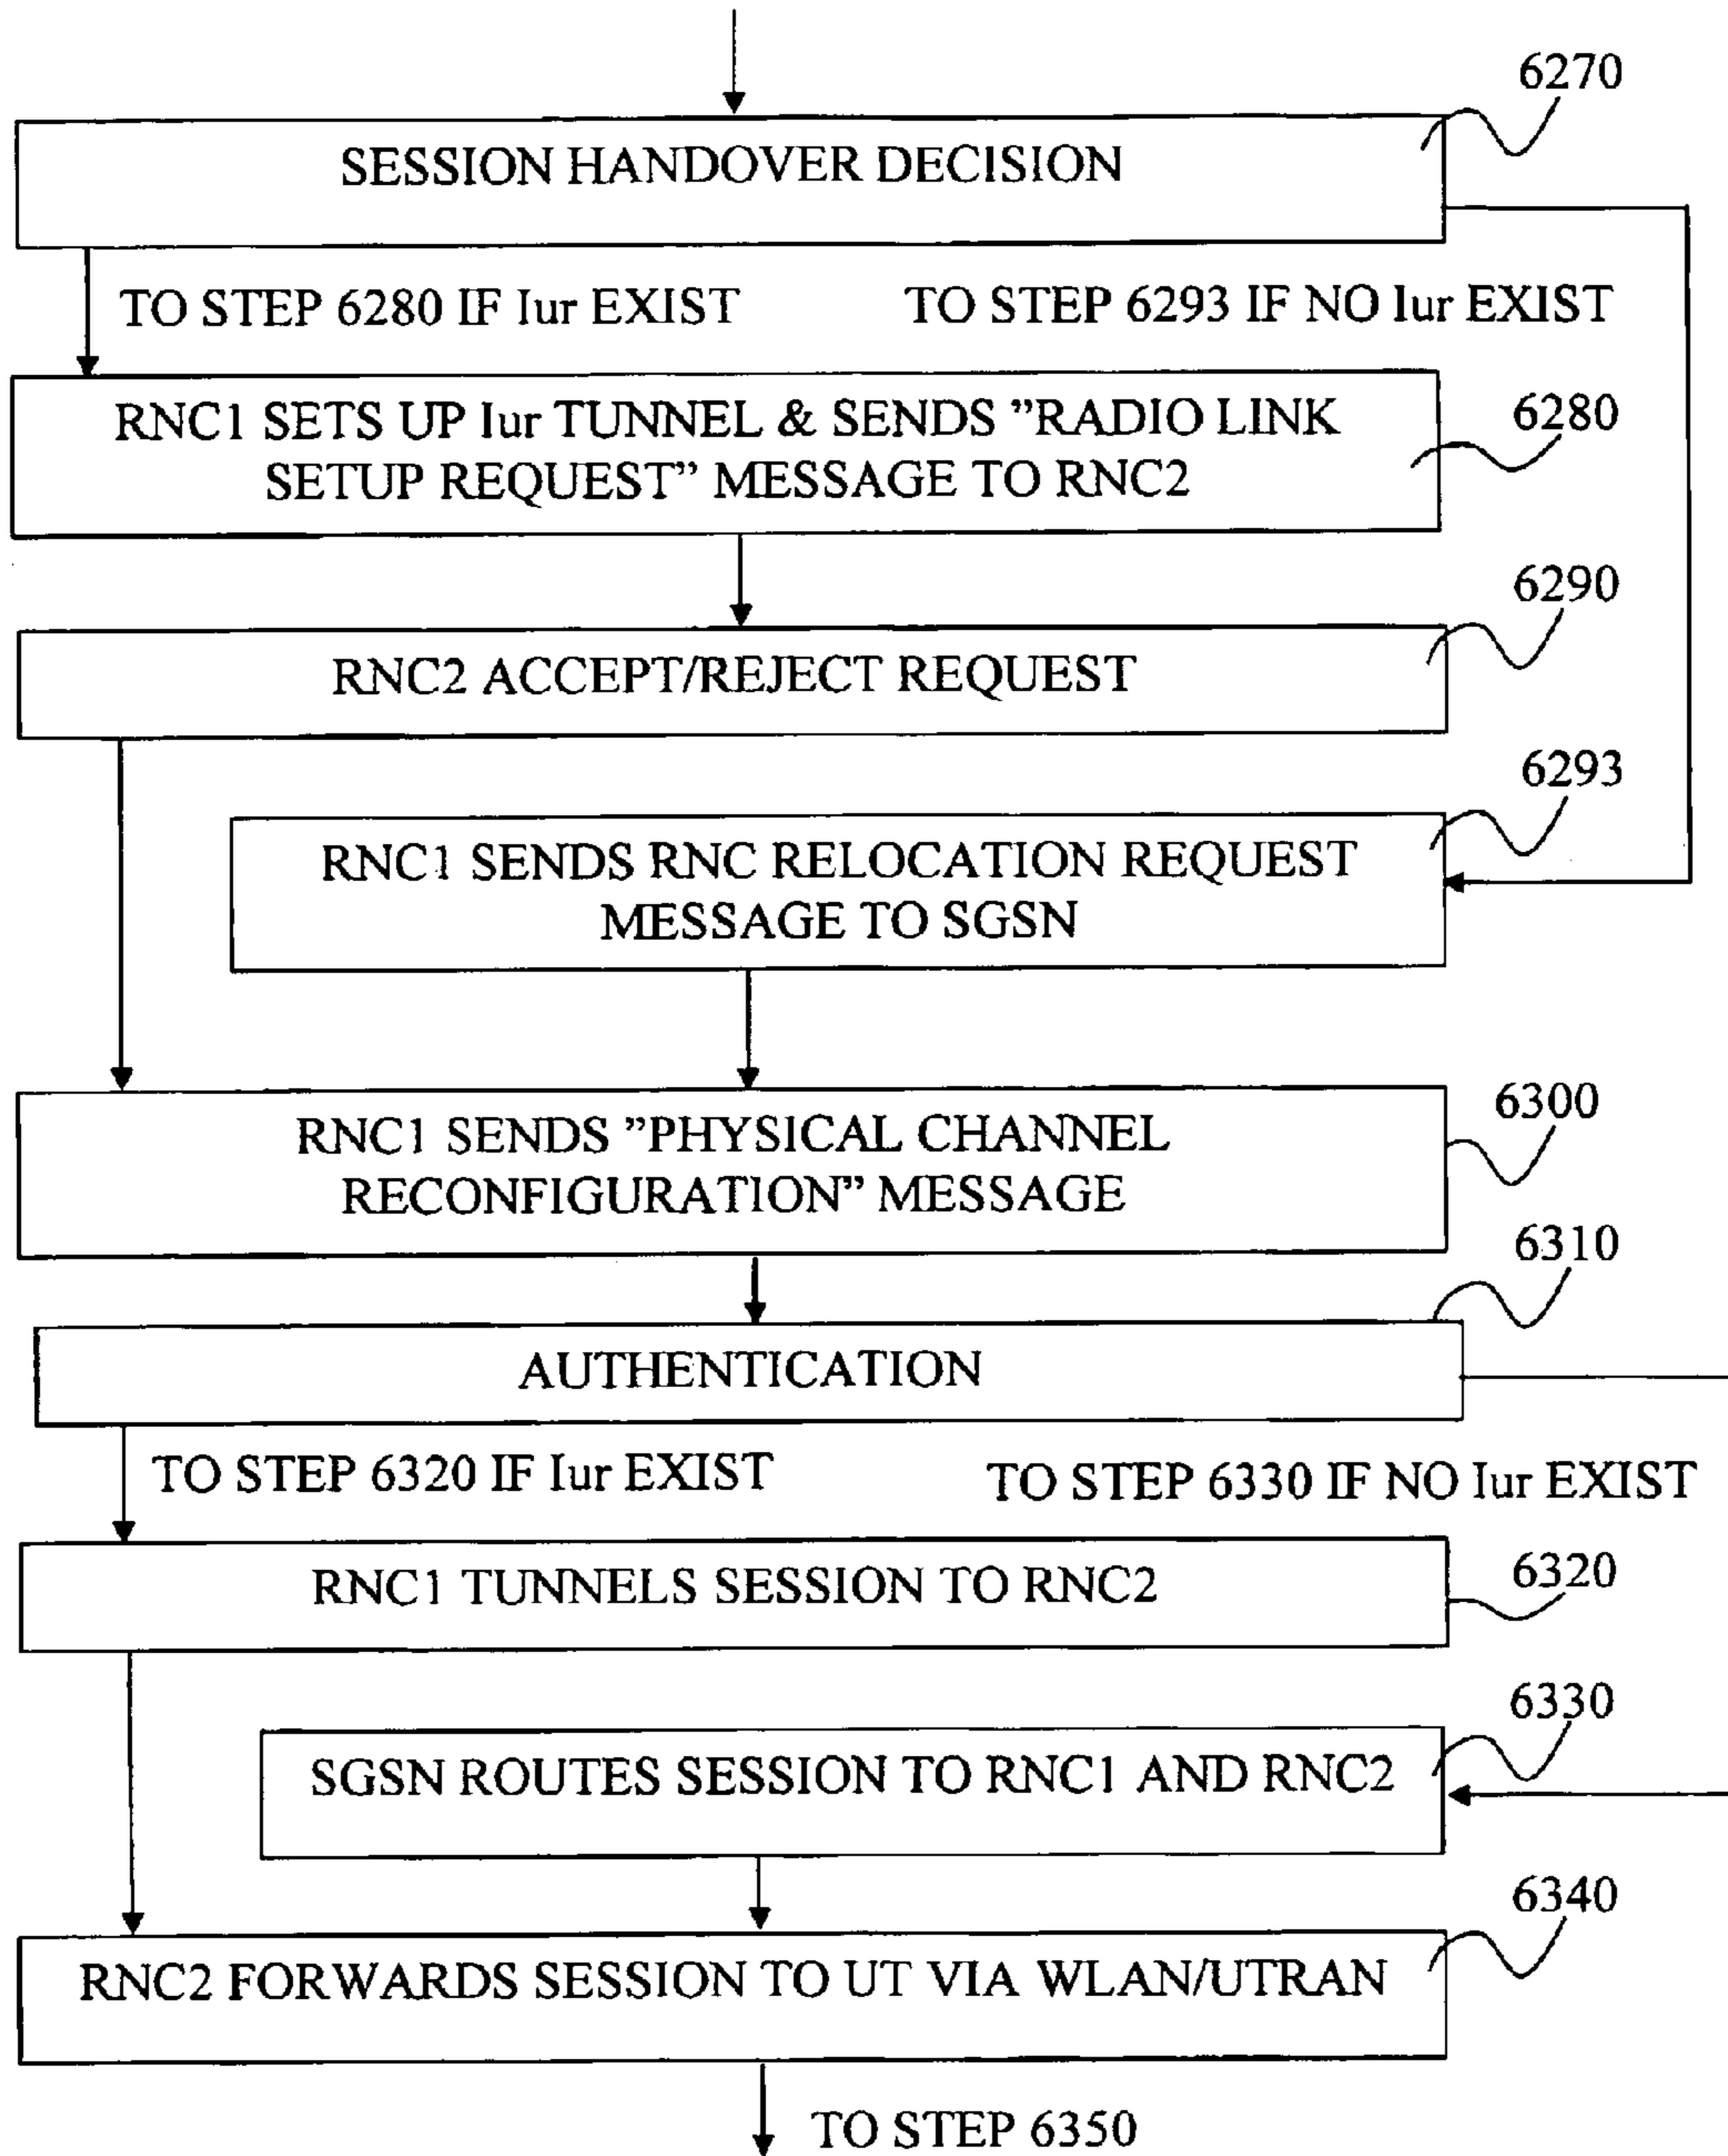 6270
SESSION HANDOVER DECISION
TO STEP 6280 IF Iur EXIST
TO STEP 6293 IF NO Iur EXIST
RNC1 SETS UP Iur TUNNEL & SENDS ”RADIO LINK
SETUP REQUEST” MESSAGE TO RNC2
6280
6290
RNC2 ACCEPT/REJECT REQUEST
6293
RNC1 SENDS RNC RELOCATION REQUEST
MESSAGE TO SGSN
6300
RNC1 SENDS ”PHYSICAL CHANNEL
RECONFIGURATION” MESSAGE
6310
AUTHENTICATION
TO STEP 6320 IF Iur EXIST
TO STEP 6330 IF NO Iur EXIST
RNC1 TUNNELS SESSION TO RNC2
6320
6330
SGSN ROUTES SESSION TO RNC1 AND RNC2
6340
RNC2 FORWARDS SESSION TO UT VIA WLAN/UTRAN
TO STEP 6350